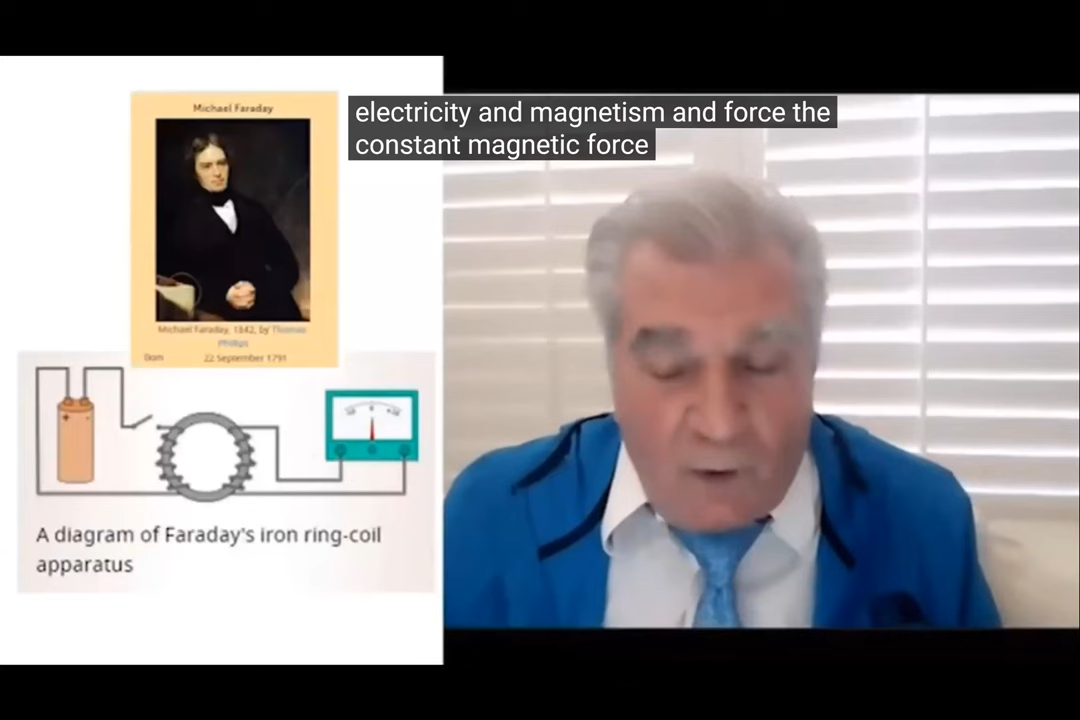 Michael Faraday
electricity and magnetism and force the
constant magnetic force
Michael Faraday, 1842, by Thomas
Phillips
Born 22 September 1791
A diagram of Faraday's iron ring-coil
apparatus